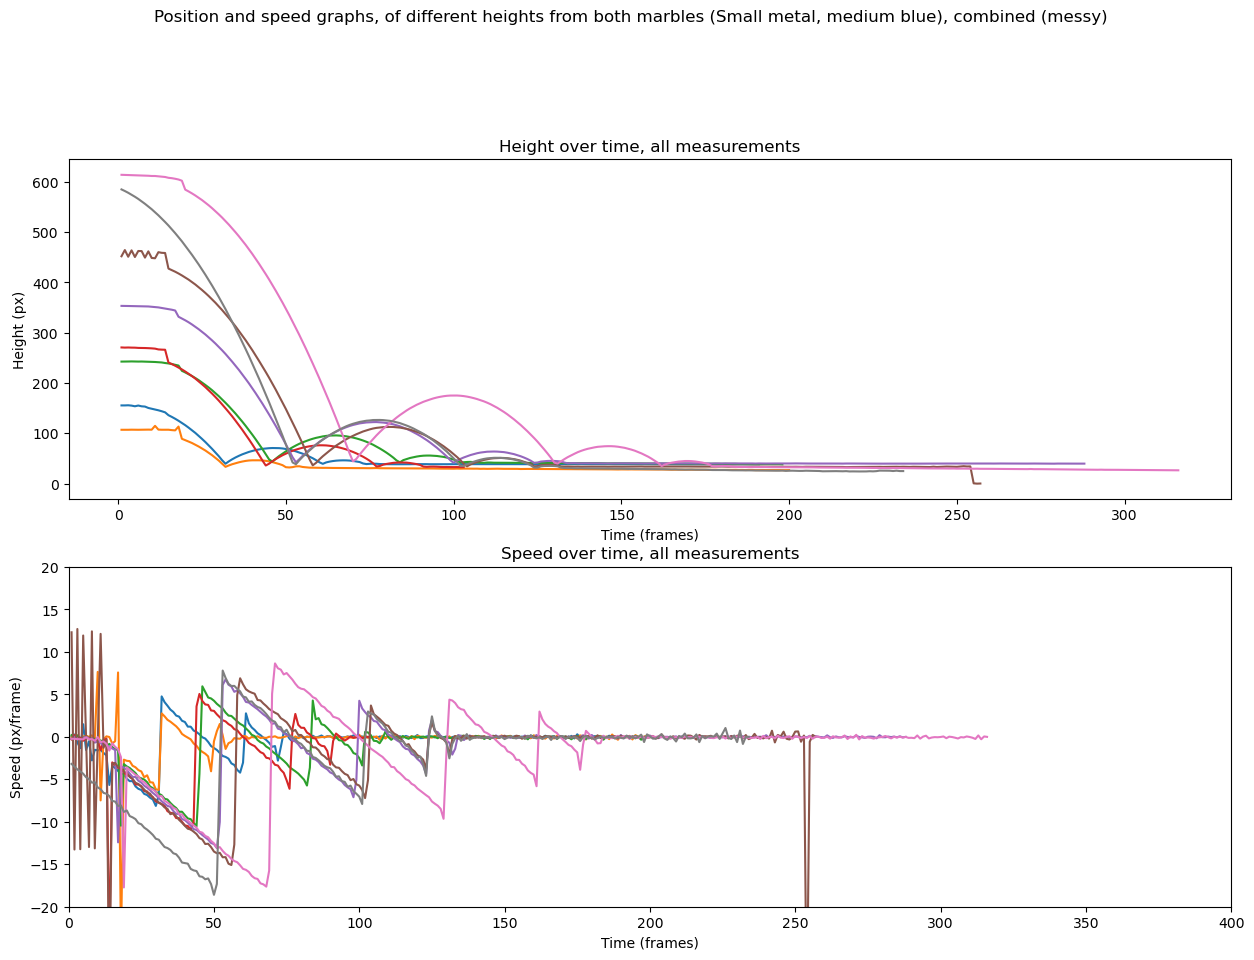 Position and speed graphs, of different heights from both marbles (Small metal, medium blue), combined (messy)
Height over time, all measurements
600
500
400
300
200
100
0
Height (px)
0 50 100 150 200 250 300
Time (frames)
Speed over time, all measurements
20
15
10
5
0
−5
−10
−15
−20
Speed (px/frame)
0 50 100 150 200 250 300 350 400
Time (frames)